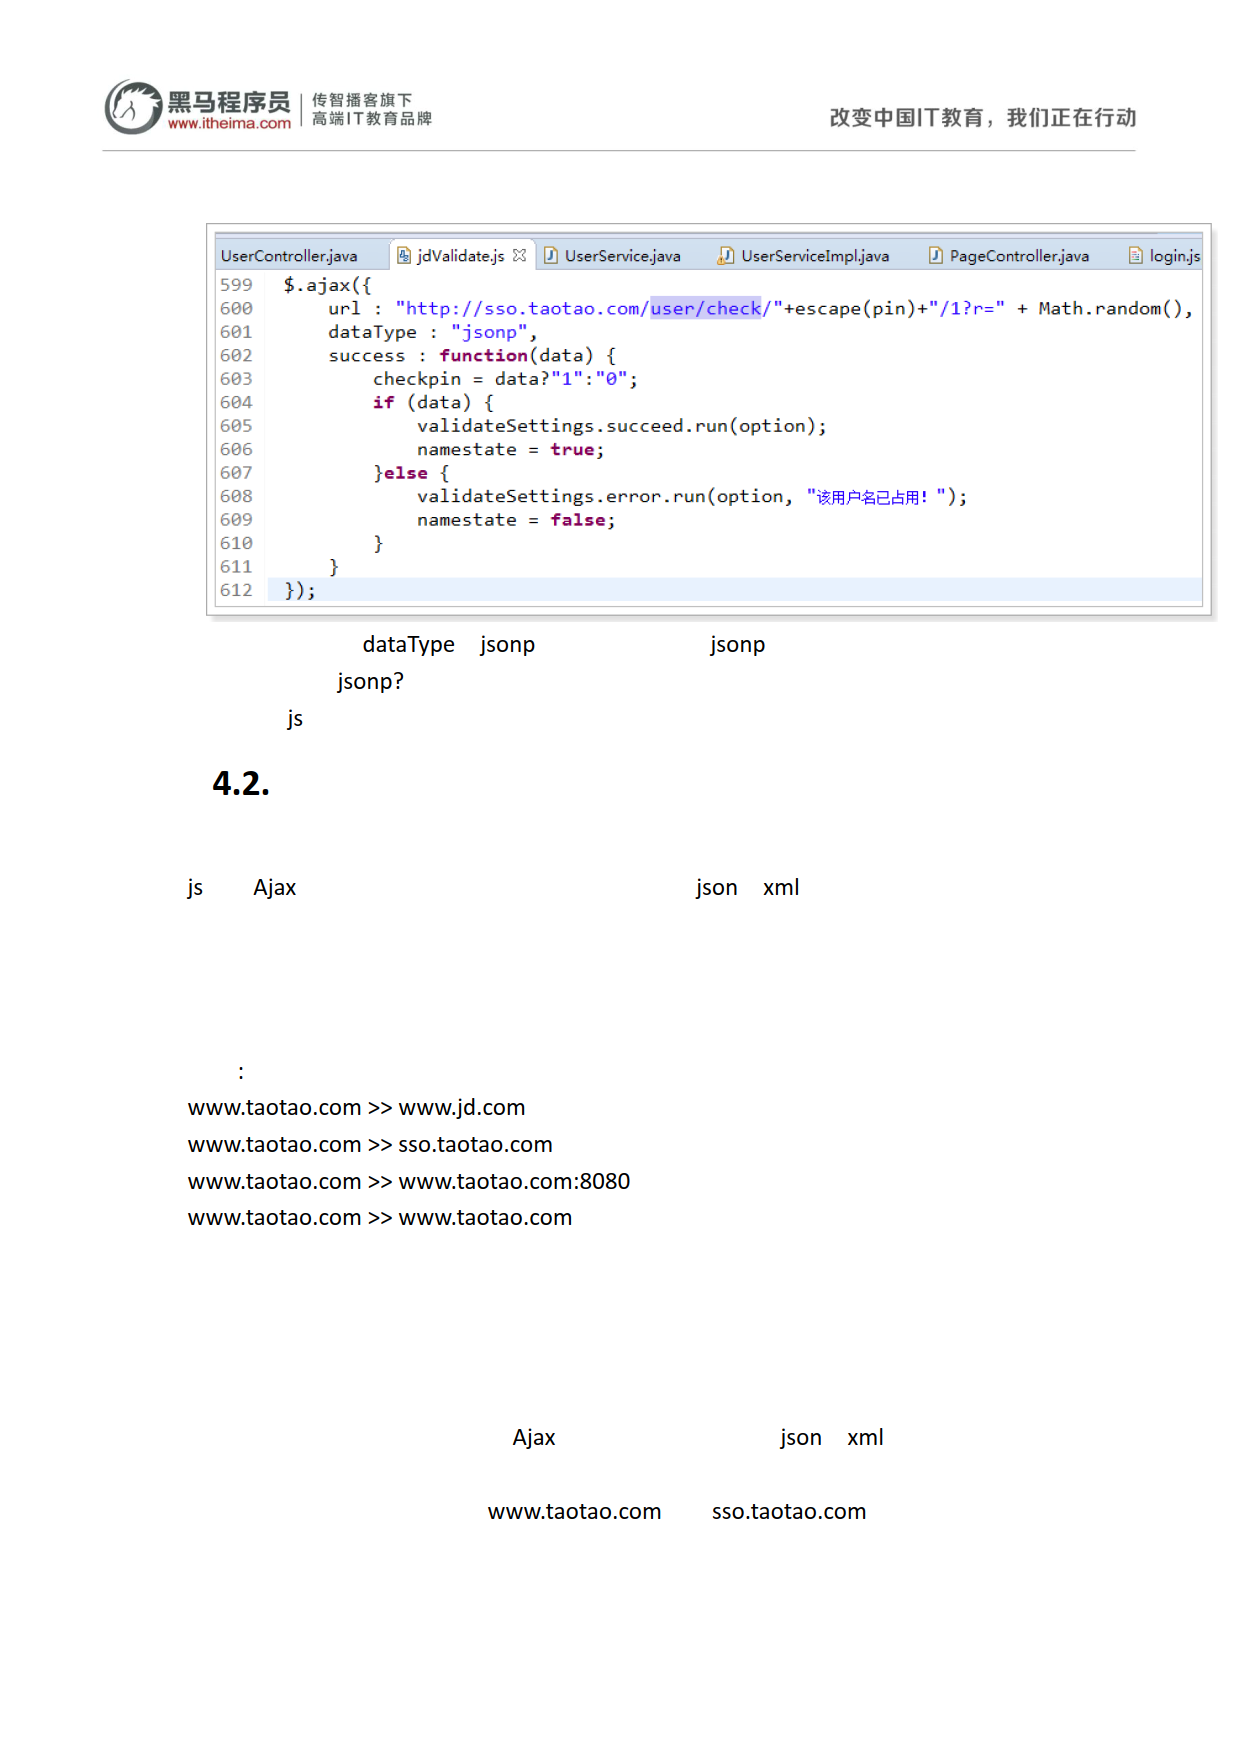 黑马程序员 传智播客旗下
www.itheima.com 高端IT教育品牌
改变中国IT教育，我们正在行动
UserController.java jdValidate.js UserService.java UserServiceImpl.java PageController.java login.js
599 $.ajax({
600 url : "http://sso.taotao.com/user/check/"+escape(pin)+"/1?r=" + Math.random(),
601 dataType : "jsonp",
602 success : function(data) {
603 checkpin = data?"1":"0";
604 if (data) {
605 validateSettings.succeed.run(option);
606 namestate = true;
607 }else {
608 validateSettings.error.run(option, "该用户名已占用！");
609 namestate = false;
610 }
611 }
612 });
dataType jsonp jsonp
jsonp?
js
4.2.
js Ajax json xml
:
www.taotao.com >> www.jd.com
www.taotao.com >> sso.taotao.com
www.taotao.com >> www.taotao.com:8080
www.taotao.com >> www.taotao.com
Ajax json xml
www.taotao.com sso.taotao.com